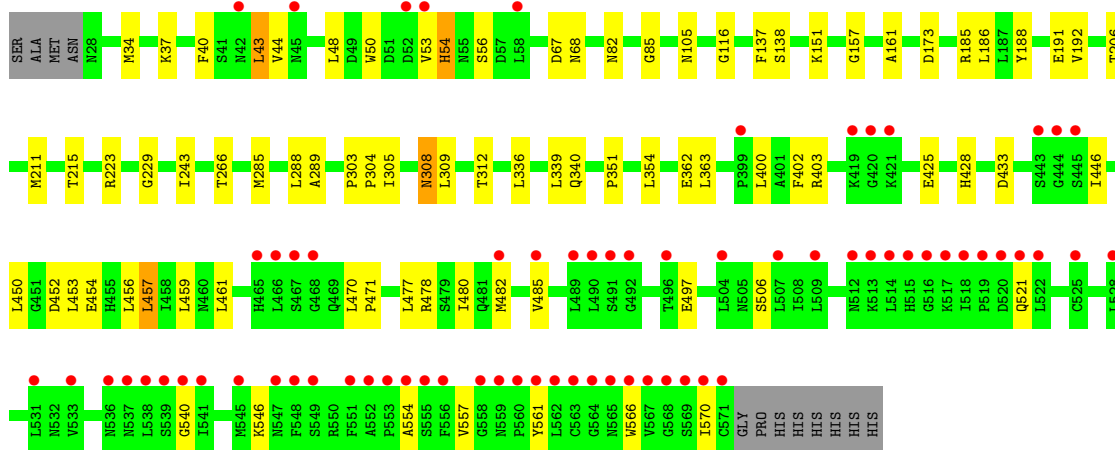 SER ALA MET ASN N28 M34 K37 F40 S41 N42 L43 V44 N45 L48 D49 W50 D51 D52 V53 H54 N55 S56 D57 L58 D67 N68 N82 G85 N105 G116 F137 S138 K151 G157 A161 D173 R185 L186 L187 Y188 E191 V192 T206
M211 T215 R223 G229 I243 T266 M285 L288 A289 P303 P304 I305 N308 L309 T312 L336 L339 Q340 P351 L354 E362 L363 P399 L400 A401 F402 R403 K419 G420 K421 E425 H428 D433 S443 G444 S445 I446
L450 G451 D452 L453 E454 H455 L456 L457 I458 L459 N460 L461 H465 L466 S467 G468 Q469 L470 P471 L477 R478 S479 I480 Q481 M482 V485 L489 L490 S491 G492 T496 E497 L504 N505 S506 L507 I508 L509 N512 K513 L514 H515 G516 K517 I518 P519 D520 Q521 L522 C525 L528
L531 N532 V533 N536 N537 L538 S539 G540 I541 M545 K546 N547 F548 S549 R550 F551 A552 P553 A554 S555 F556 V557 G558 N559 P560 Y561 L562 C563 G564 N565 W566 V567 G568 S569 I570 C571 GLY PRO HIS HIS HIS HIS HIS HIS